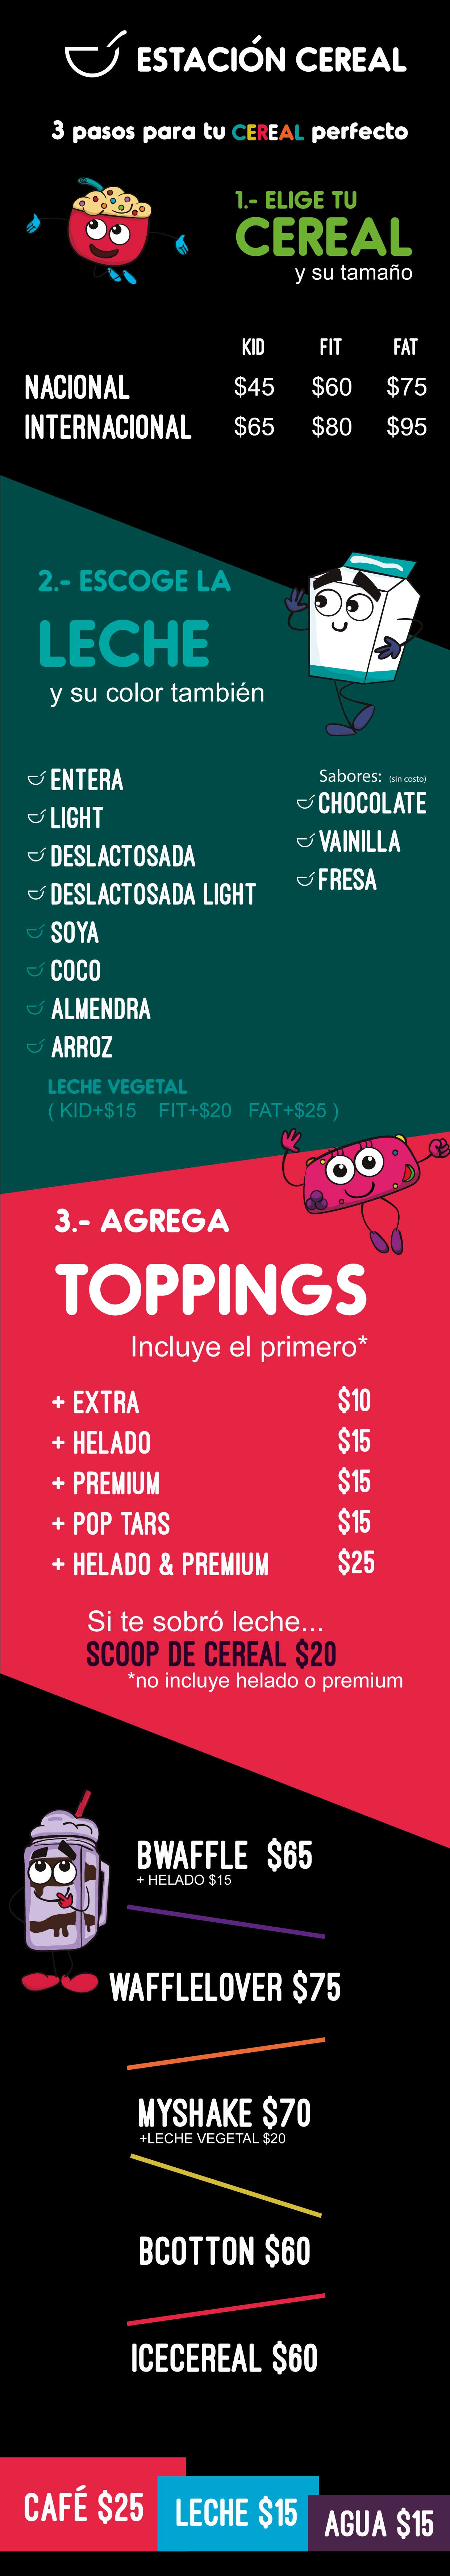 ESTACIÓN CEREAL
3 pasos para tu CEREAL perfecto
1.- ELIGE TU
CEREAL
y su tamaño
KID FIT FAT
NACIONAL $45 $60 $75
INTERNACIONAL $65 $80 $95
2.- ESCOGE LA
LECHE
y su color también
ENTERA
LIGHT
DESLACTOSADA
DESLACTOSADA LIGHT
SOYA
COCO
ALMENDRA
ARROZ
Sabores: (sin costo)
CHOCOLATE
VAINILLA
FRESA
LECHE VEGETAL
( KID+$15 FIT+$20 FAT+$25 )
3.- AGREGA
TOPPINGS
Incluye el primero*
+ EXTRA $10
+ HELADO $15
+ PREMIUM $15
+ POP TARS $15
+ HELADO & PREMIUM $25
Si te sobró leche...
SCOOP DE CEREAL $20
*no incluye helado o premium
BWAFFLE $65
+ HELADO $15
WAFFLELOVER $75
MYSHAKE $70
+LECHE VEGETAL $20
BCOTTON $60
ICECEREAL $60
CAFÉ $25
LECHE $15
AGUA $15